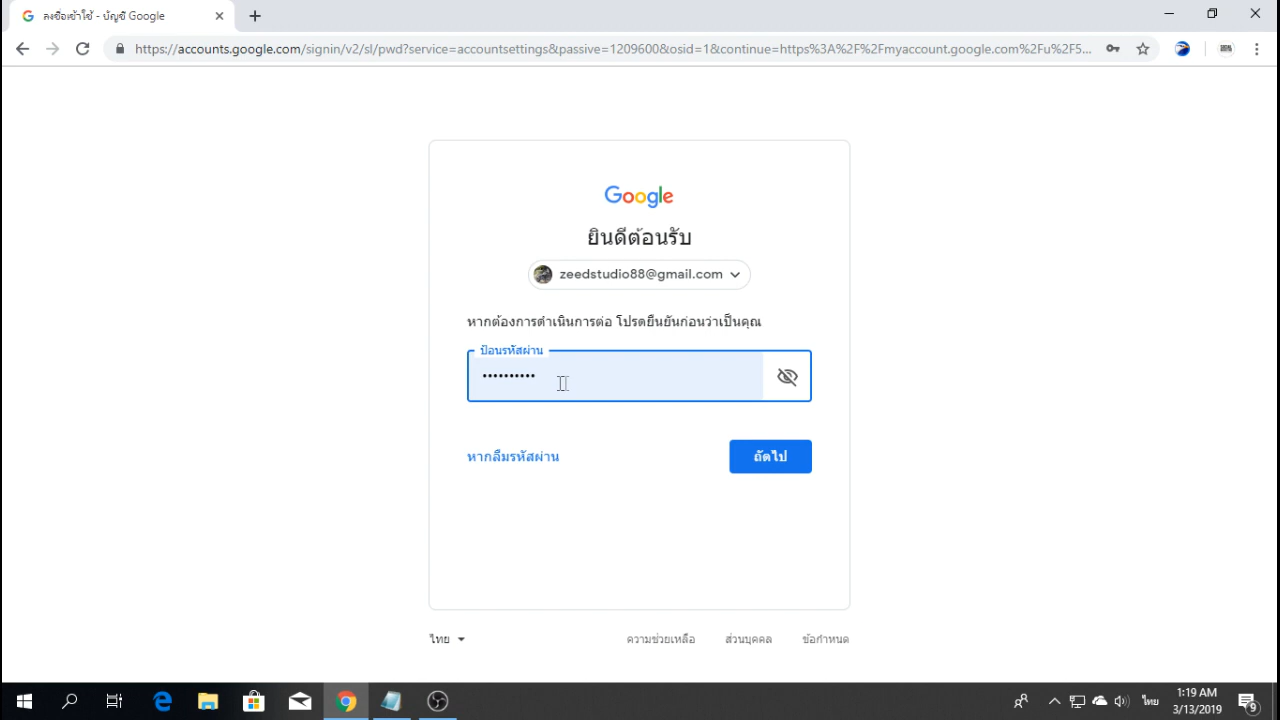 ลงชื่อเข้าใช้ - บัญชี Google
https://accounts.google.com/signin/v2/sl/pwd?service=accountsettings&passive=1209600&osid=1&continue=https%3A%2F%2Fmyaccount.google.com%2Fu%2F5...
Google
ยินดีต้อนรับ
zeedstudio88@gmail.com
หากต้องการดำเนินการต่อ โปรดยืนยันก่อนว่าเป็นคุณ
ป้อนรหัสผ่าน
••••••••••
หากลืมรหัสผ่าน
ถัดไป
ไทย
ความช่วยเหลือ
ส่วนบุคคล
ข้อกำหนด
ไทย
1:19 AM
3/13/2019
9